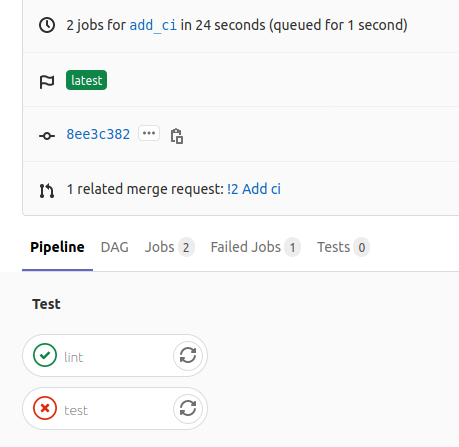 2 jobs for add_ci in 24 seconds (queued for 1 second)
latest
8ee3c382 ...
1 related merge request: !2 Add ci
Pipeline DAG Jobs 2 Failed Jobs 1 Tests 0
Test
lint
test